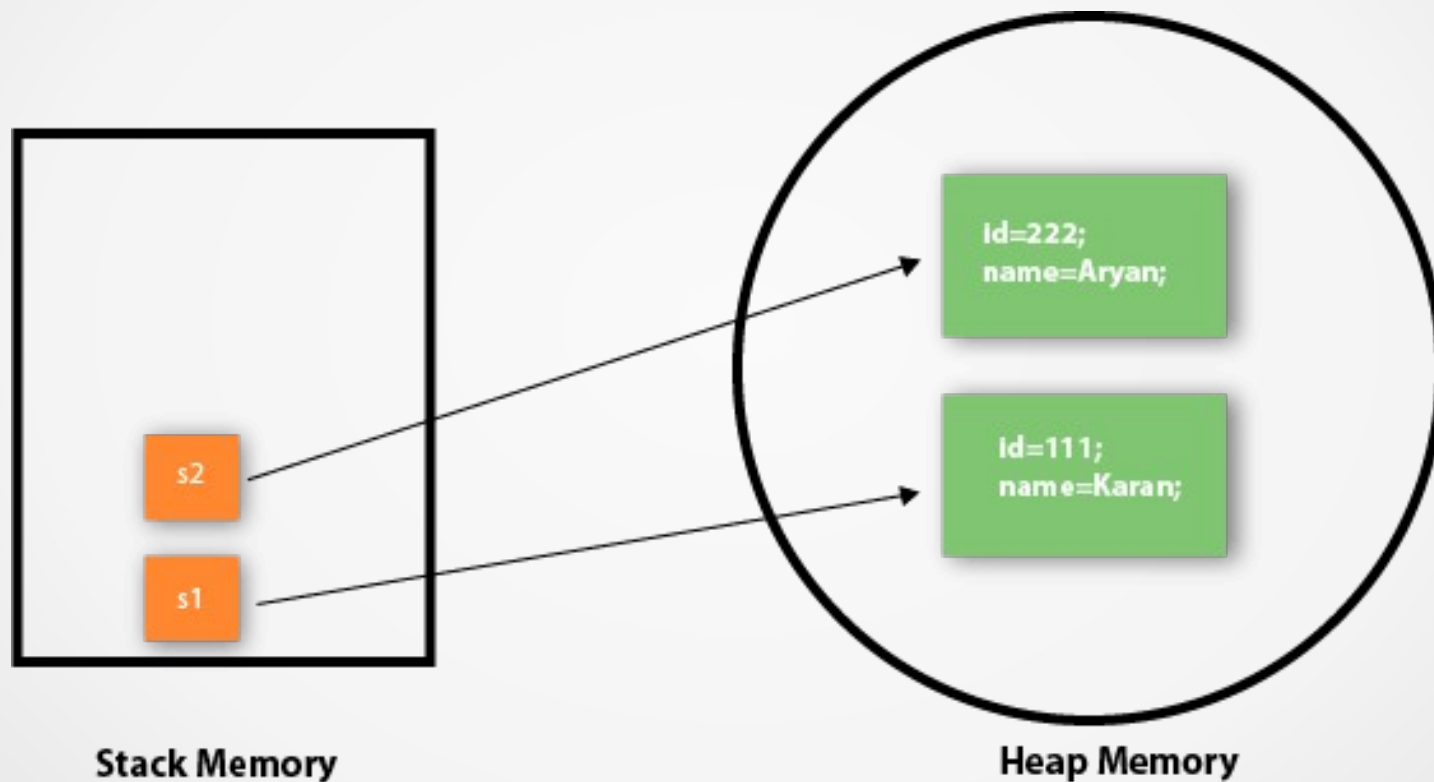 s2
s1
id=222;
name=Aryan;
id=111;
name=Karan;
Stack Memory
Heap Memory